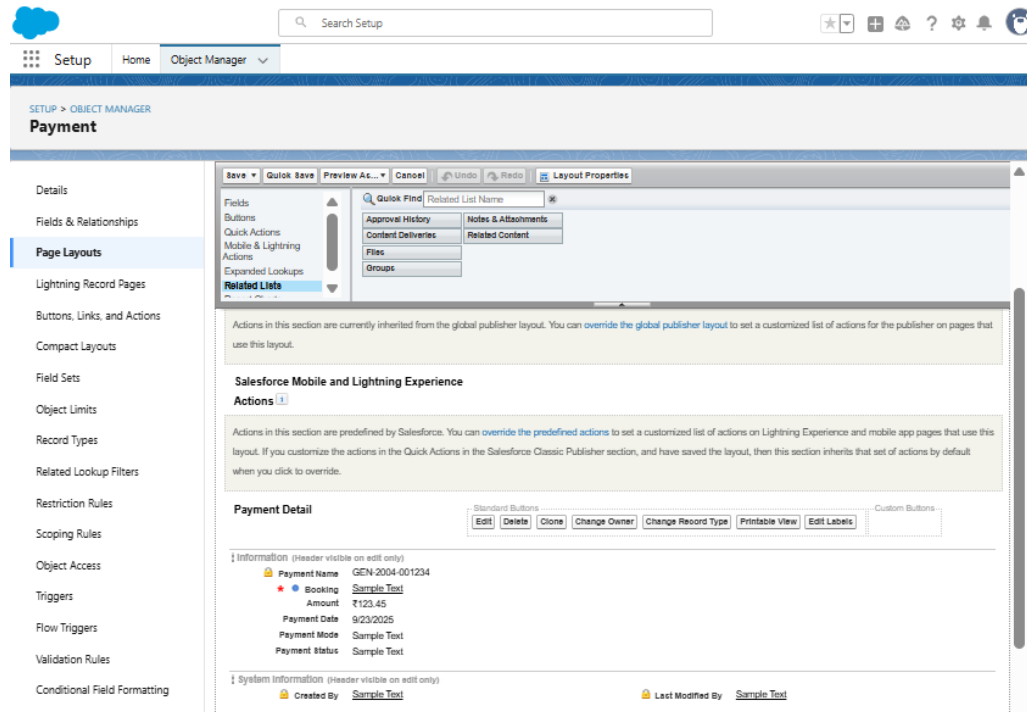 Search Setup
Setup Home Object Manager
SETUP > OBJECT MANAGER
Payment
Details
Fields & Relationships
Page Layouts
Lightning Record Pages
Buttons, Links, and Actions
Compact Layouts
Field Sets
Object Limits
Record Types
Related Lookup Filters
Restriction Rules
Scoping Rules
Object Access
Triggers
Flow Triggers
Validation Rules
Conditional Field Formatting
Save Quick Save Preview As... Cancel Undo Redo Layout Properties
Fields
Buttons
Quick Actions
Mobile & Lightning
Actions
Expanded Lookups
Related Lists
Quick Find Related List Name
Approval History Notes & Attachments
Content Deliveries Related Content
Files
Groups
Actions in this section are currently inherited from the global publisher layout. You can override the global publisher layout to set a customized list of actions for the publisher on pages that
use this layout.
Salesforce Mobile and Lightning Experience
Actions i
Actions in this section are predefined by Salesforce. You can override the predefined actions to set a customized list of actions on Lightning Experience and mobile app pages that use this
layout. If you customize the actions in the Quick Actions in the Salesforce Classic Publisher section, and have saved the layout, then this section inherits that set of actions by default
when you click to override.
Payment Detail
Standard Buttons
Edit Delete Clone Change Owner Change Record Type Printable View Edit Labels
Custom Buttons
Information (Header visible on edit only)
Payment Name GEN-2004-001234
* Booking Sample Text
Amount ₹123.45
Payment Date 9/23/2025
Payment Mode Sample Text
Payment Status Sample Text
System Information (Header visible on edit only)
Created By Sample Text Last Modified By Sample Text